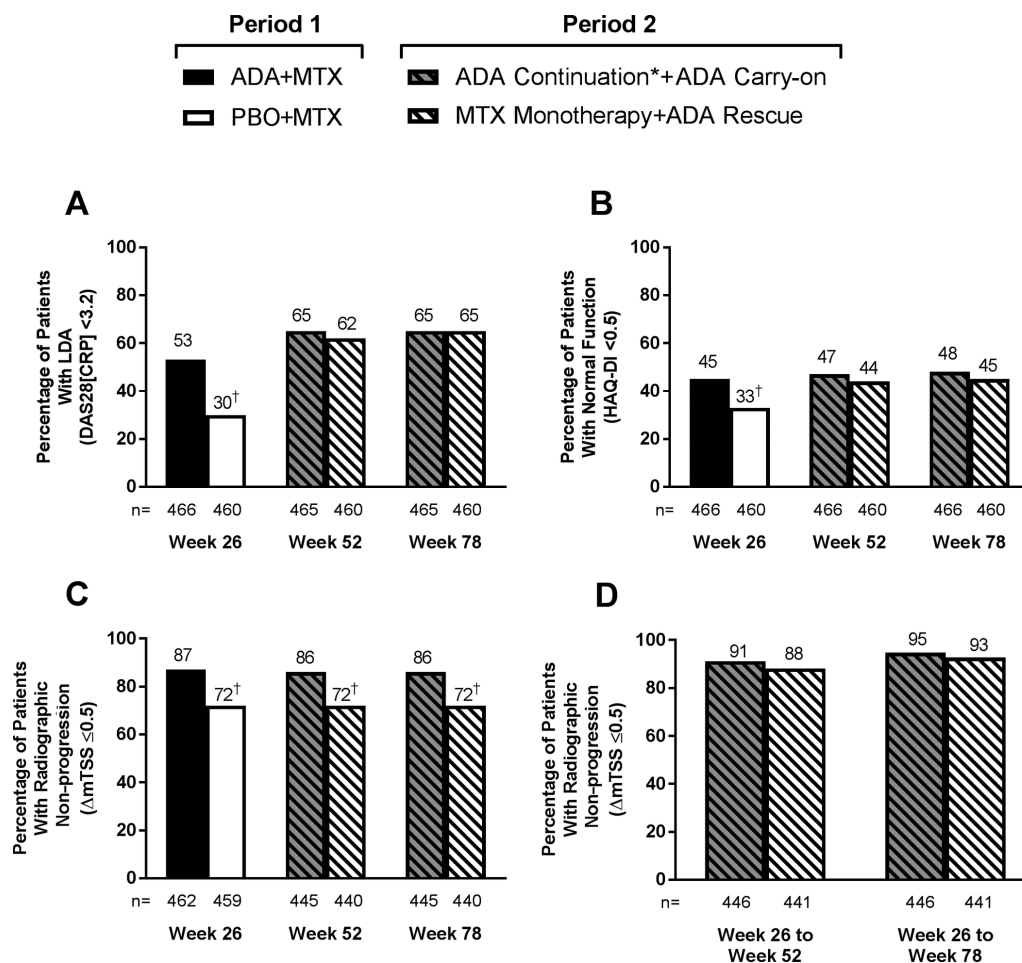 Period 1
Period 2
ADA+MTX
ADA Continuation*+ADA Carry-on
PBO+MTX
MTX Monotherapy+ADA Rescue
A
Percentage of Patients
With LDA
(DAS28[CRP] <3.2)
100
80
60
40
20
0
53
30†
65
62
65
65
n= 466 460 465 460 465 460
Week 26
Week 52
Week 78
B
Percentage of Patients
With Normal Function
(HAQ-DI <0.5)
100
80
60
40
20
0
45
33†
47
44
48
45
n= 466 460 466 460 466 460
Week 26
Week 52
Week 78
C
Percentage of Patients
With Radiographic
Non-progression
(ΔmTSS ≤0.5)
100
80
60
40
20
0
87
72†
86
72†
86
72†
n= 462 459 445 440 445 440
Week 26
Week 52
Week 78
D
Percentage of Patients
With Radiographic
Non-progression
(ΔmTSS ≤0.5)
100
80
60
40
20
0
91
88
95
93
n= 446 441 446 441
Week 26 to
Week 52
Week 26 to
Week 78